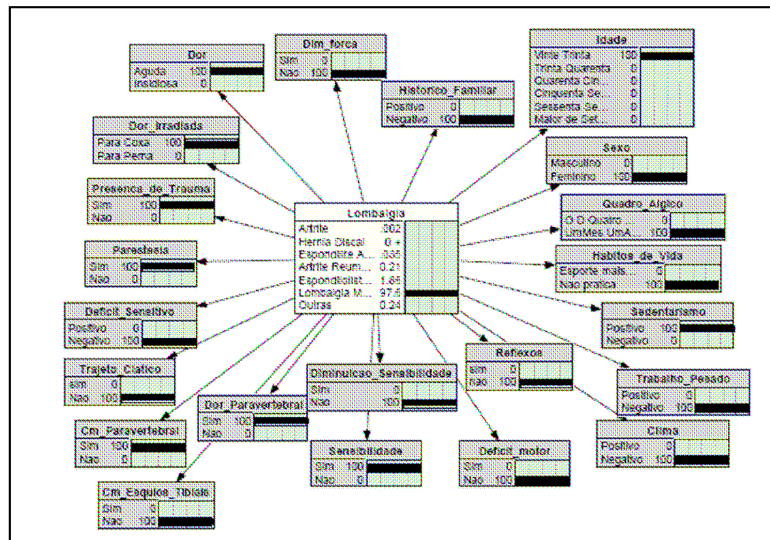 Dor
Aguda 100
Insidiosa 0
Dim_forca
Sim 0
Nao 100
Historico_Familiar
Positivo 0
Negativo 100
Idade
Vinte Trinta 100
Trinta Quarenta 0
Quarenta Cin... 0
Cinquenta Se... 0
Sessenta Se... 0
Maior de Set... 0
Dor_Irradiada
Para Coxa 100
Para Perna 0
Sexo
Masculino 0
Feminino 100
Presenca_de_Trauma
Sim 100
Nao 0
Lombalgia
Artrite .002
Hernia Discal 0 +
Espondilite A... .035
Artrite Reum... 0.21
Espondilolist... 1.86
Lombalgia M... 97.6
Outras 0.24
Quadro_Algico
O O Quatro ... 0
UmMes UmA... 100
Parestesia
Sim 100
Nao 0
Habitos_de_Vida
Esporte mais... 0
Nao pratica 100
Deficit_Sensitivo
Positivo 0
Negativo 100
Sedentarismo
Positivo 100
Negativo 0
Trajeto_Ciatico
sim 0
Nao 100
Diminuicao_Sensibilidade
Sim 0
Nao 100
Reflexos
sim 0
Nao 100
Trabalho_Pesado
Positivo 0
Negativo 100
Dor_Paravertebral
Sim 100
Nao 0
Cm_Paravertebral
Sim 100
Nao 0
Sensibilidade
Sim 100
Nao 0
Deficit_motor
Sim 0
Nao 100
Clima
Positivo 0
Negativo 100
Cm_Esquios_Tibiais
Sim 0
Nao 100